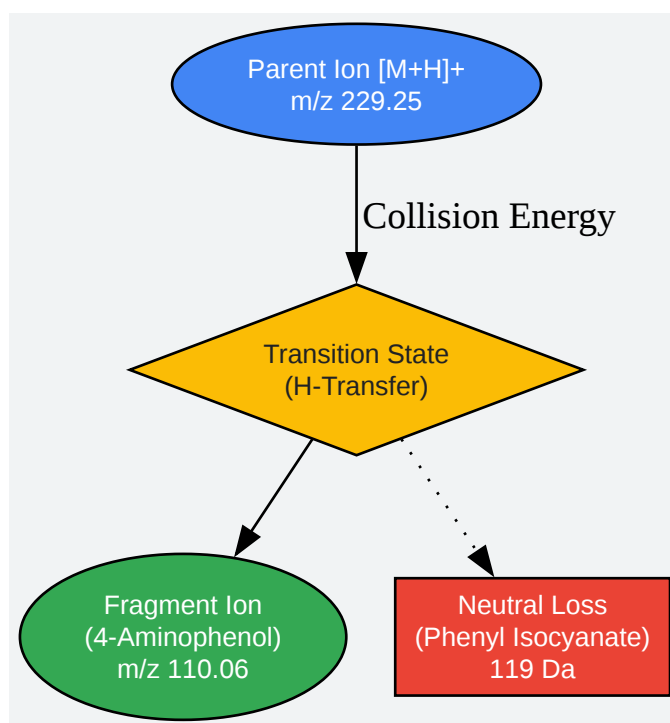 Parent Ion [M+H]+
m/z 229.25
Collision Energy
Transition State
(H-Transfer)
Fragment Ion
(4-Aminophenol)
m/z 110.06
Neutral Loss
(Phenyl Isocyanate)
119 Da